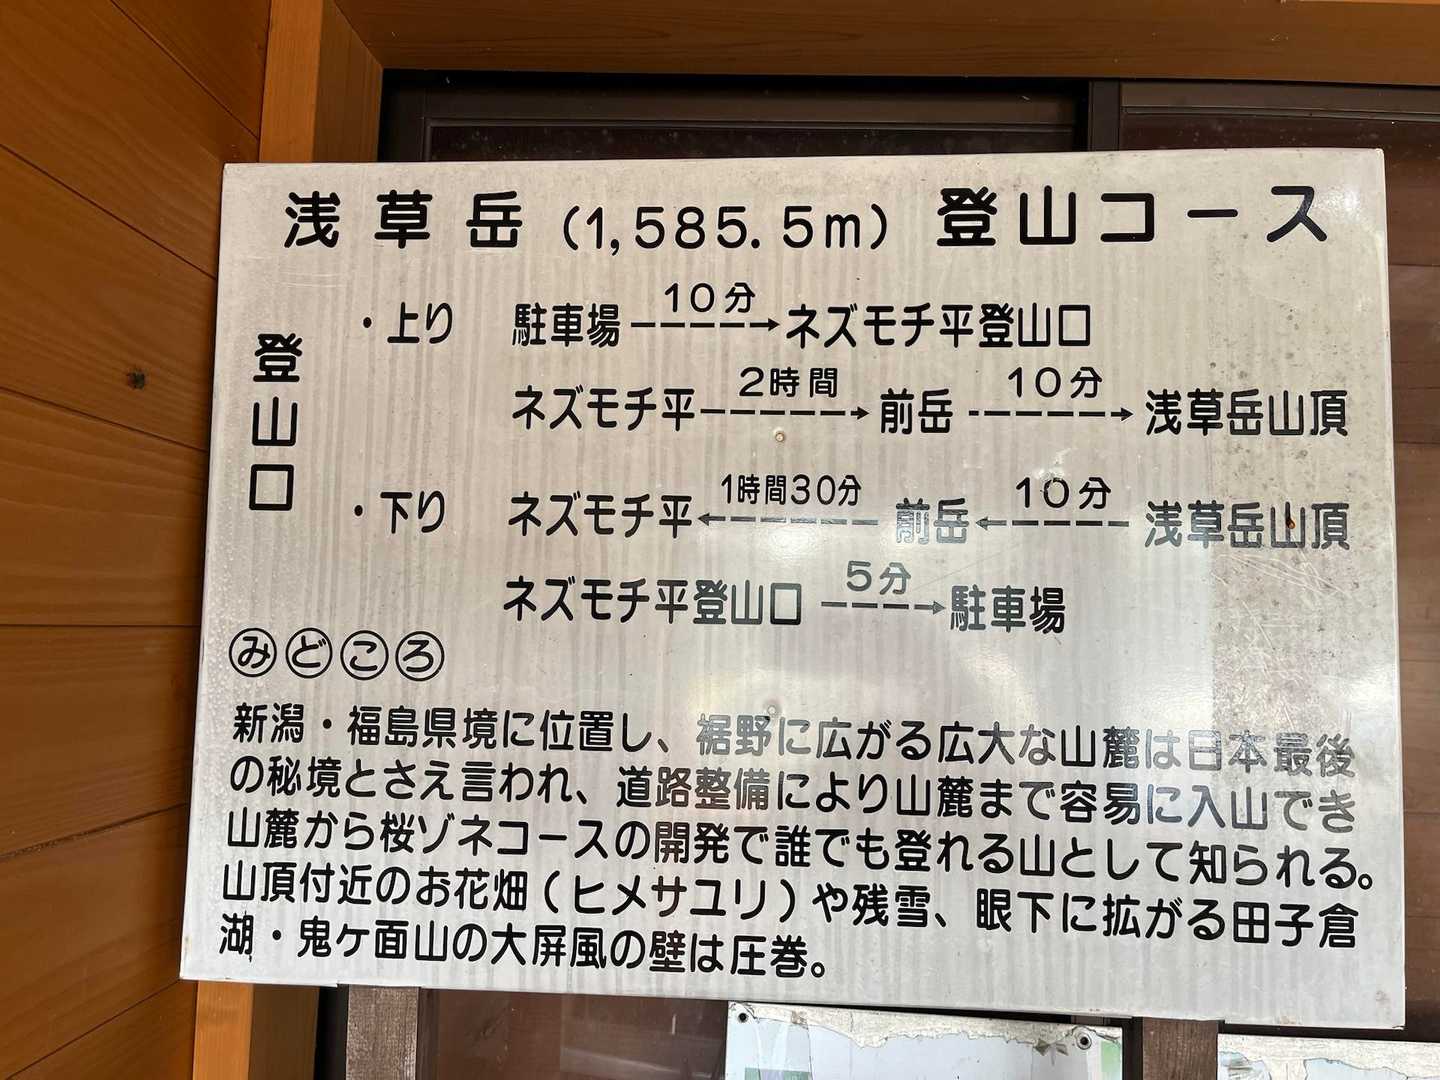 浅草岳(1,585.5m)登山コース
登山口
・上り 駐車場 10分 ネズモチ平登山口
ネズモチ平 2時間 前岳 10分 浅草岳山頂
・下り ネズモチ平 1時間30分 前岳 10分 浅草岳山頂
ネズモチ平登山口 5分 駐車場
みどころ
新潟・福島県境に位置し、裾野に広がる広大な山麓は日本最後
の秘境とさえ言われ、道路整備により山麓まで容易に入山でき
山麓から桜ゾネコースの開発で誰でも登れる山として知られる。
山頂付近のお花畑(ヒメサユリ)や残雪、眼下に拡がる田子倉
湖・鬼ケ面山の大屏風の壁は圧巻。